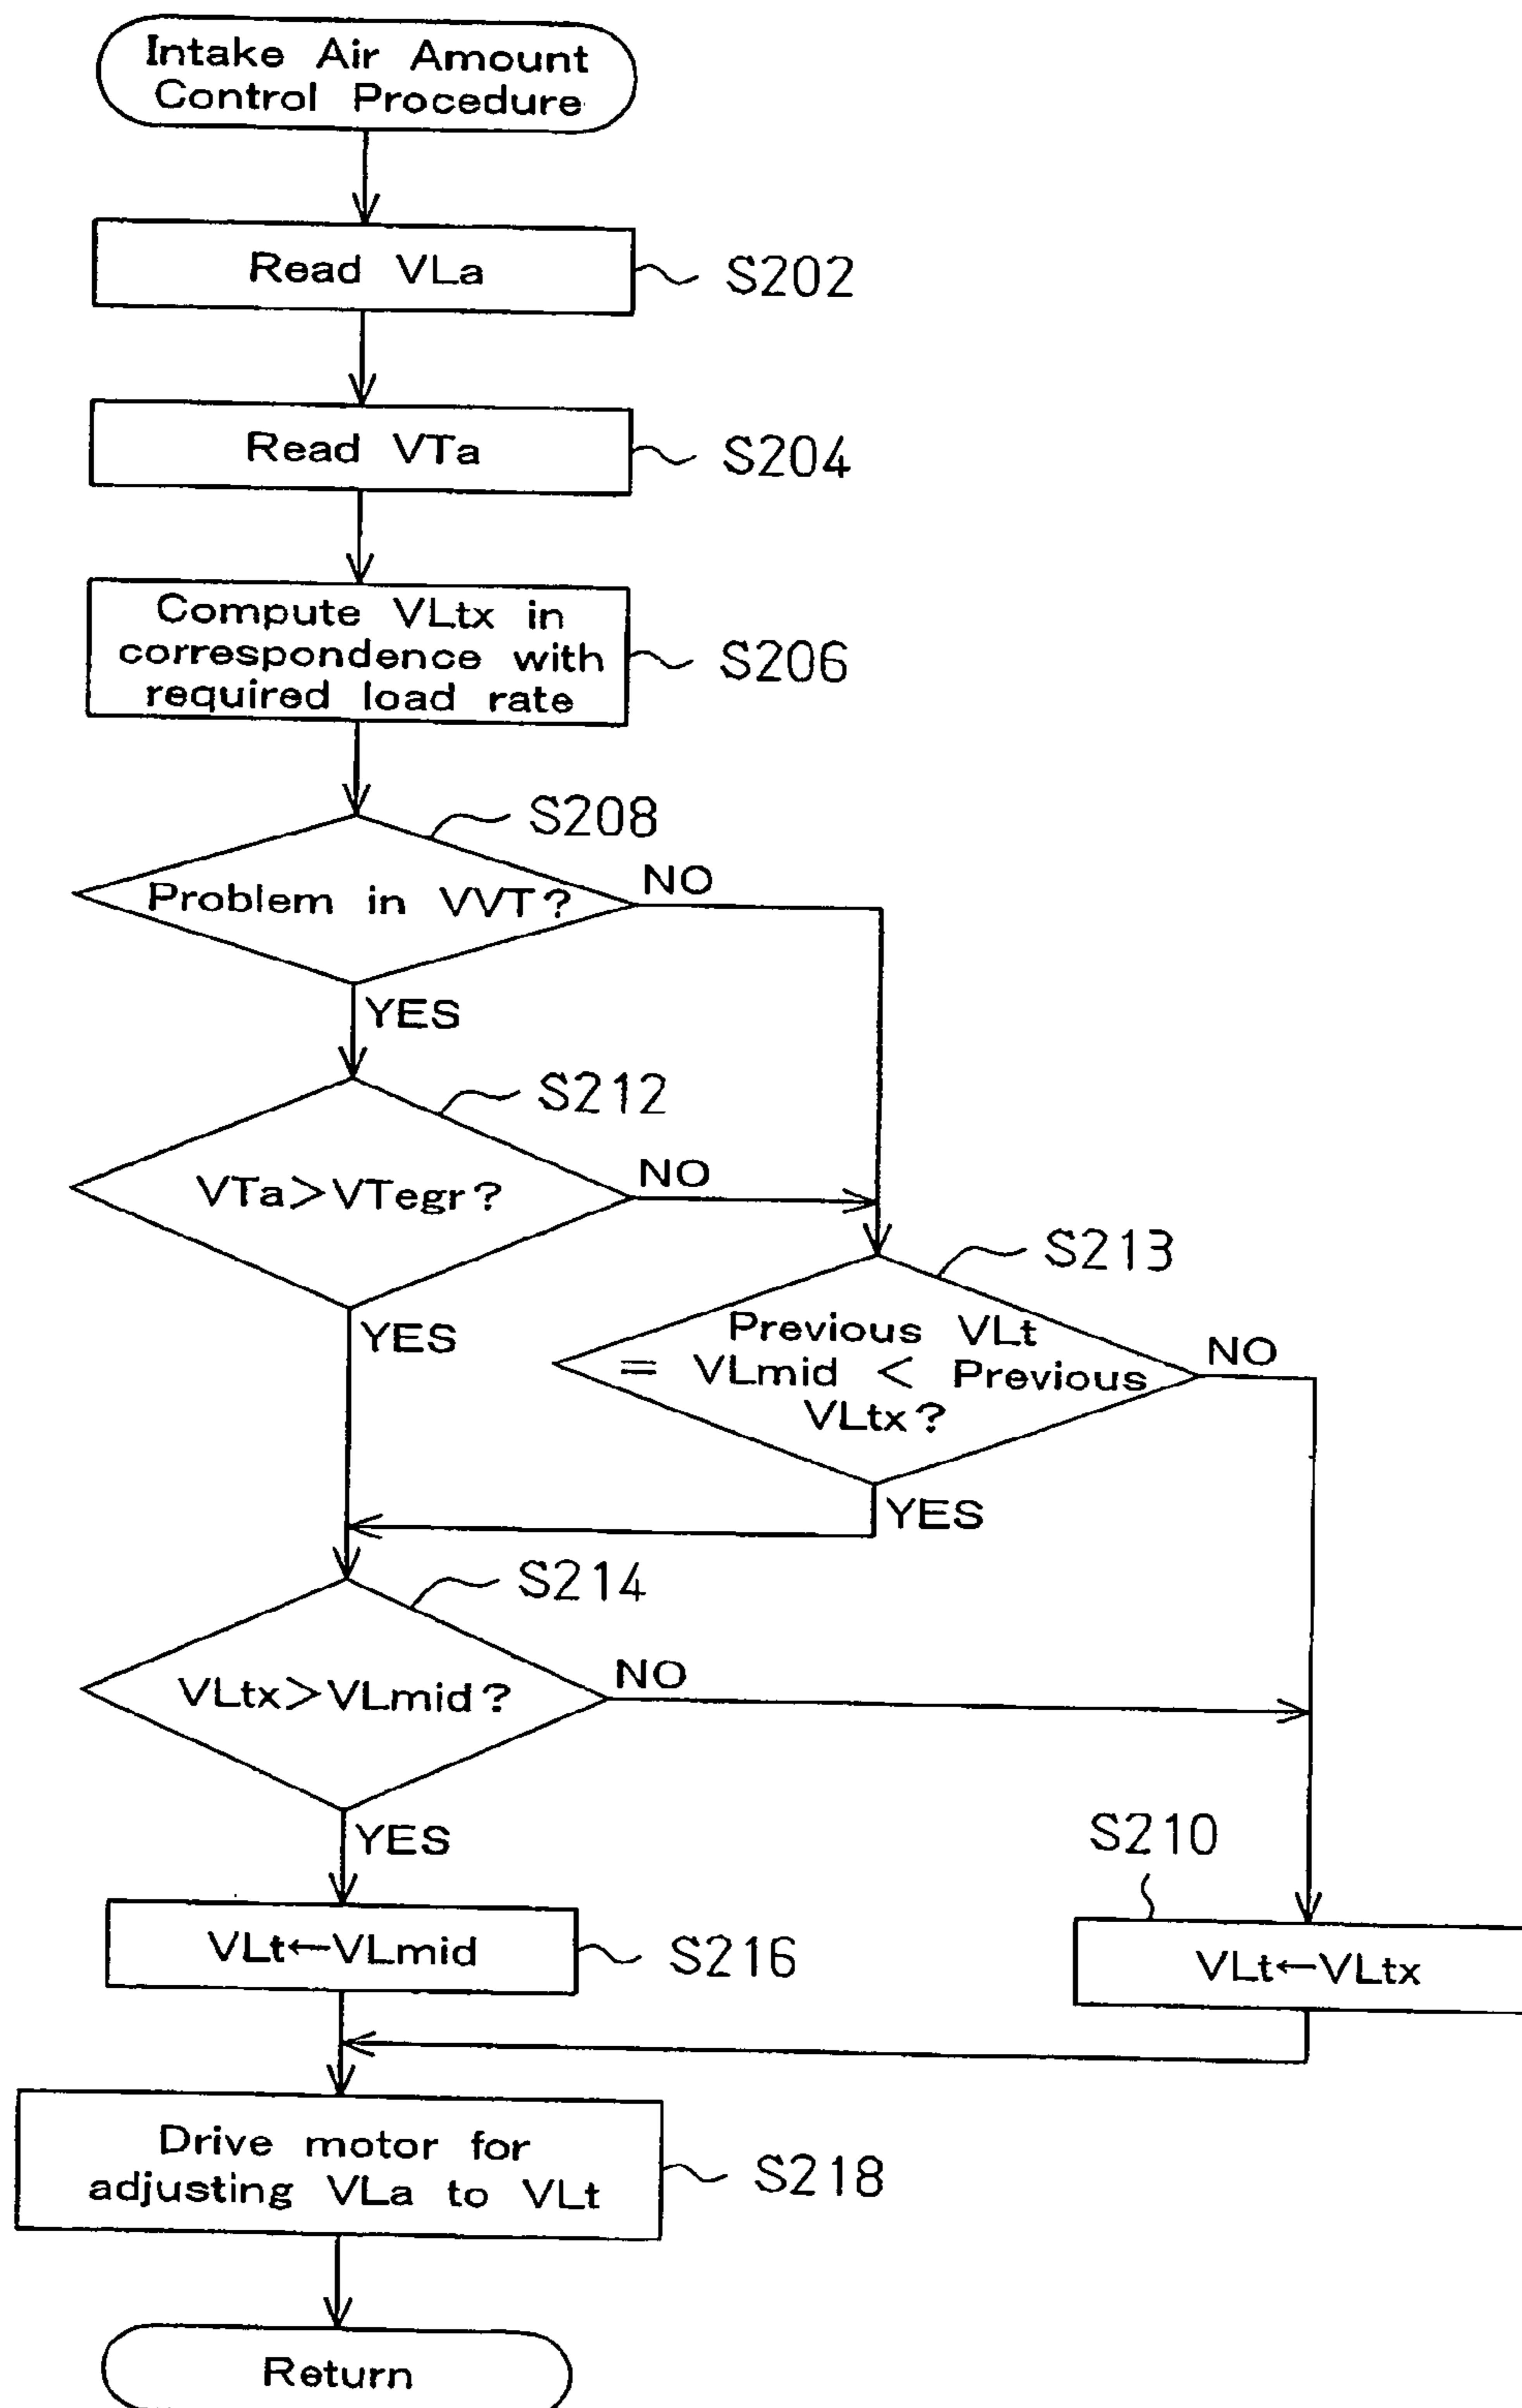 Intake Air Amount
Control Procedure
Read VLa
S202
Read VTa
S204
Compute VLtx in
correspondence with
required load rate
S206
S208
Problem in VVT?
NO
YES
S212
VTa>VTegr?
NO
YES
S213
Previous VLt
= VLmid < Previous
VLtx?
NO
YES
S214
VLtx>VLmid?
NO
YES
S210
VLt←VLmid
S216
VLt←VLtx
Drive motor for
adjusting VLa to VLt
S218
Return